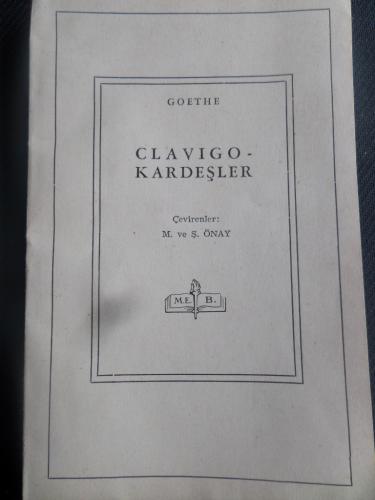 GOETHE
CLAVIGO -
KARDEŞLER
Çevirenler:
M. ve Ş. ÖNAY
M. E. B.